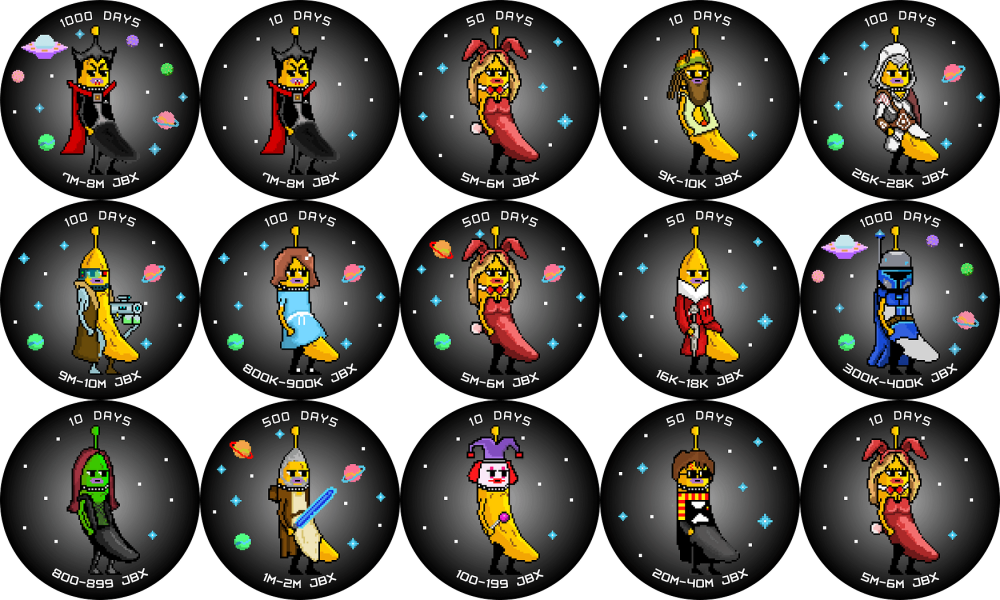 1000 DAYS
7M-8M JBX
10 DAYS
7M-8M JBX
50 DAYS
5M-6M JBX
10 DAYS
9K-10K JBX
100 DAYS
26K-28K JBX
100 DAYS
9M-10M JBX
100 DAYS
800K-900K JBX
500 DAYS
5M-6M JBX
50 DAYS
16K-18K JBX
1000 DAYS
300K-400K JBX
10 DAYS
800-899 JBX
500 DAYS
1M-2M JBX
10 DAYS
100-199 JBX
50 DAYS
20M-40M JBX
10 DAYS
5M-6M JBX